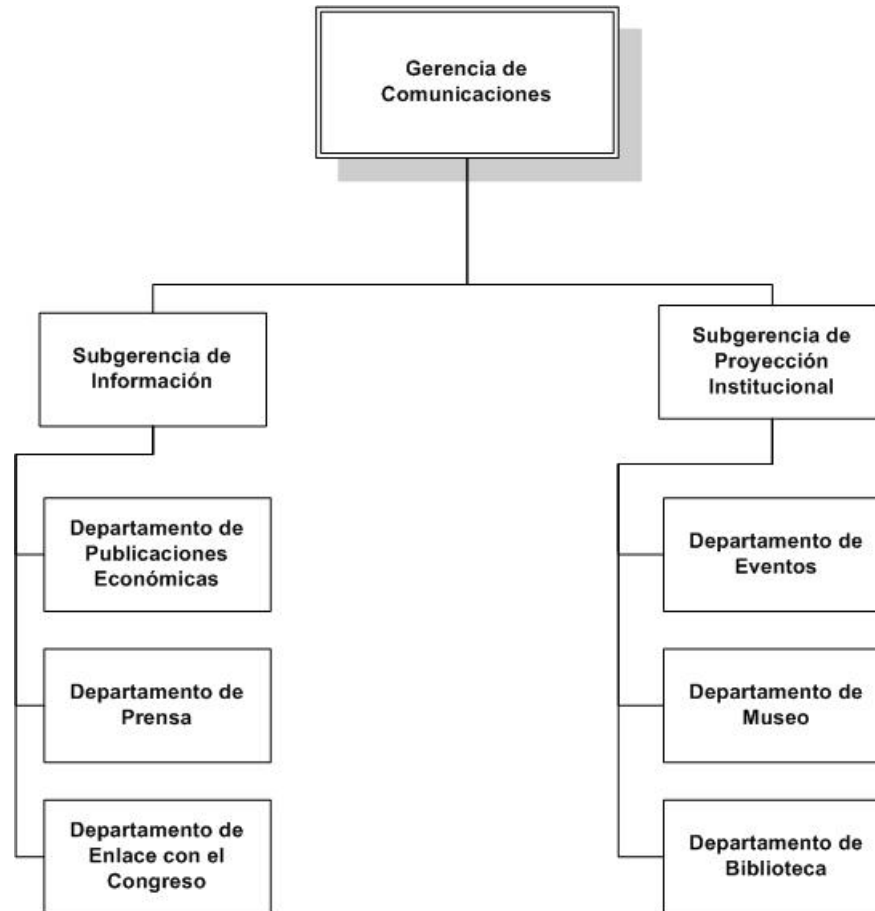 Gerencia de
Comunicaciones
Subgerencia de
Información
Subgerencia de
Proyección
Institucional
Departamento de
Publicaciones
Económicas
Departamento de
Prensa
Departamento de
Enlace con el
Congreso
Departamento de
Eventos
Departamento de
Museo
Departamento de
Biblioteca